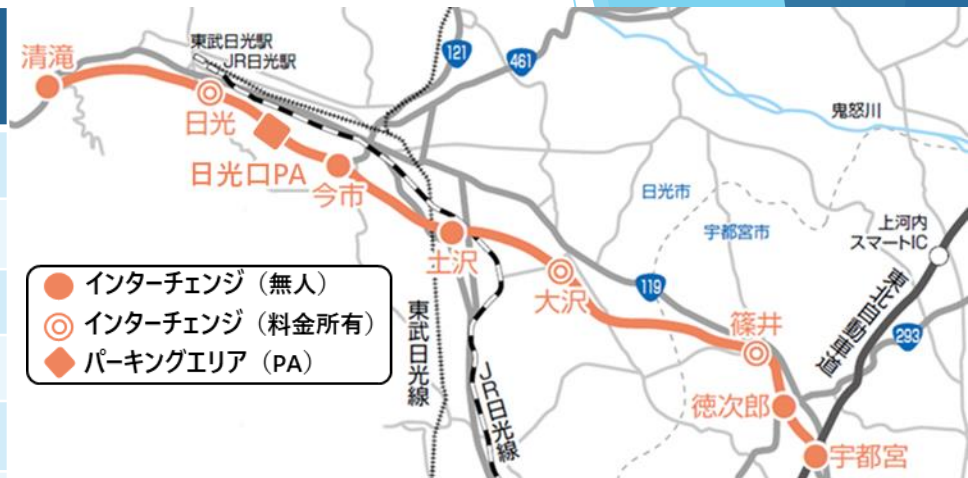 東武日光駅
JR日光駅
清滝
121
461
日光
鬼怒川
日光口PA
今市
日光市
宇都宮市
上河内
スマートIC
土沢
大沢
119
東北自動車道
293
篠井
徳次郎
宇都宮
東武日光線
JR日光線
インターチェンジ（無人）
インターチェンジ（料金所有）
パーキングエリア（PA）